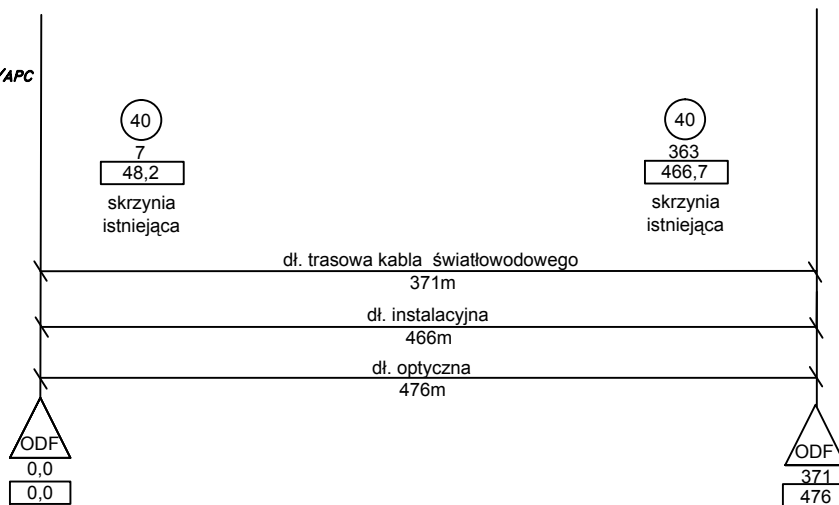 /APC
40
7
48,2
skrzynia
istniejąca
40
363
466,7
skrzynia
istniejąca
dł. trasowa kabla światłowodowego
371m
dł. instalacyjna
466m
dł. optyczna
476m
ODF
0,0
0,0
ODF
371
476